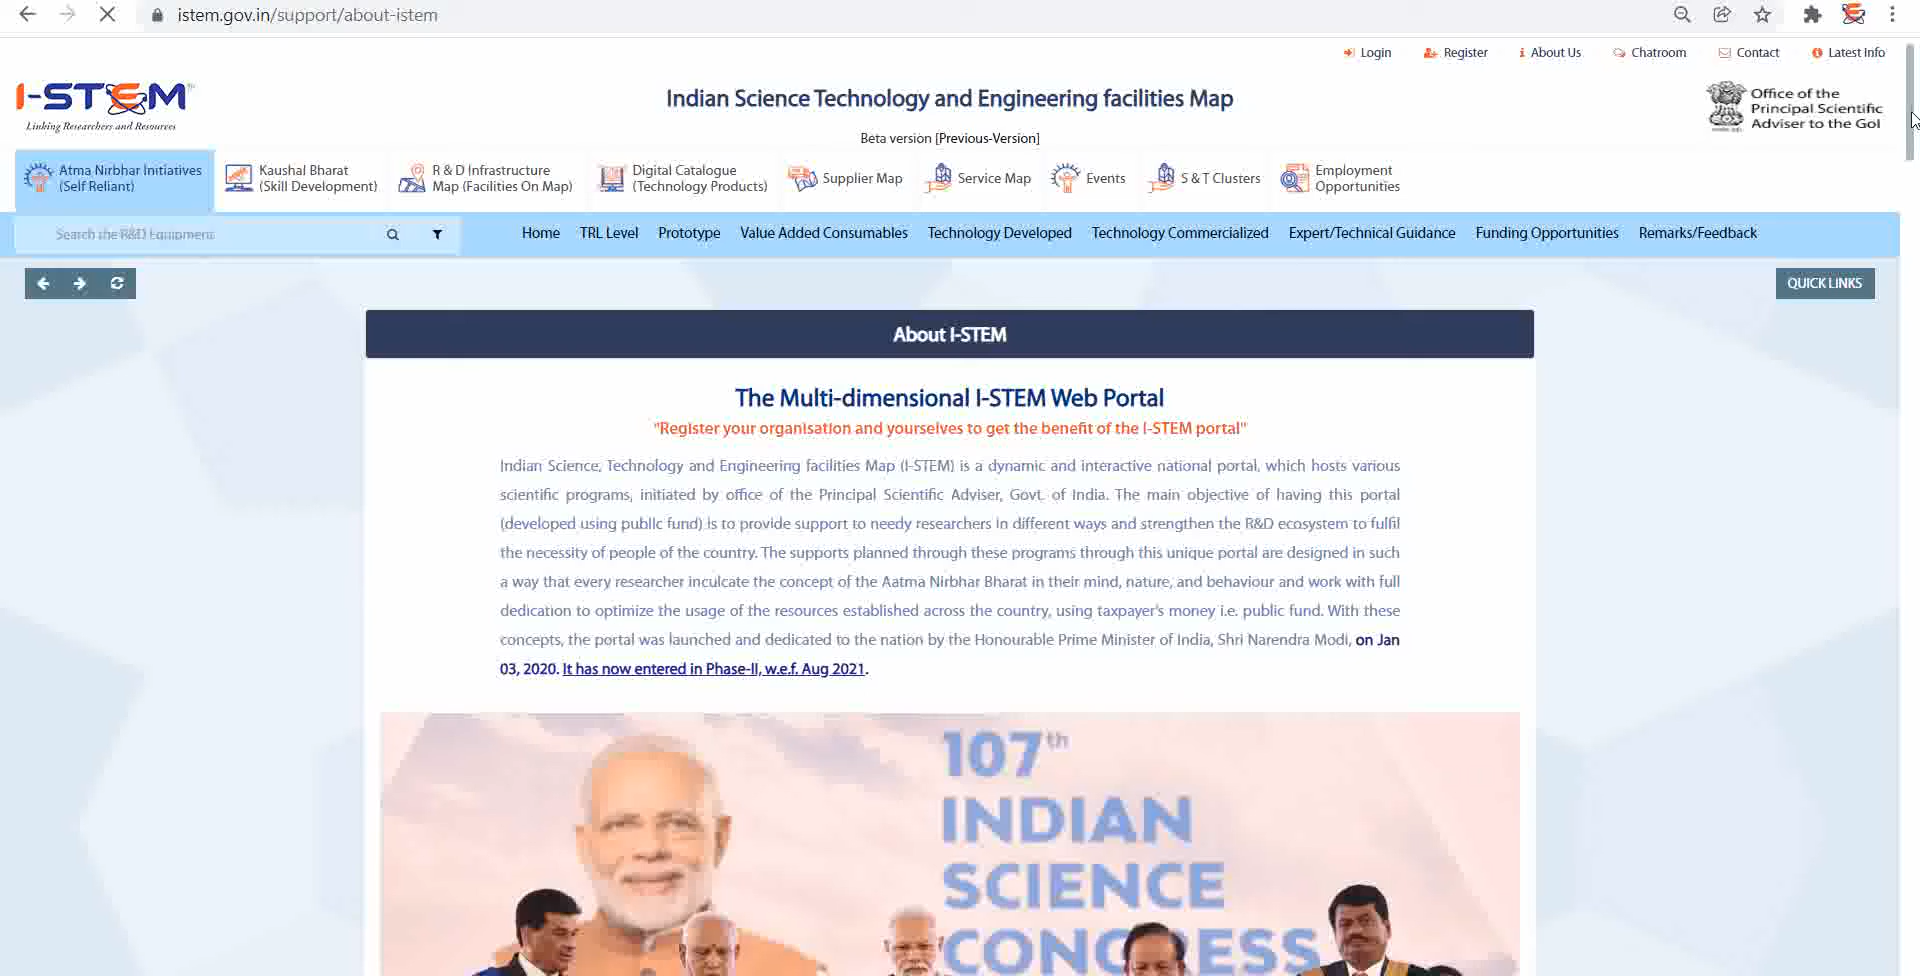 istem.gov.in/support/about-istem
Login
Register
About Us
Chatroom
Contact
Latest Info
I-STEM
Linking Researchers and Resources
Indian Science Technology and Engineering facilities Map
Beta version [Previous-Version]
Office of the
Principal Scientific
Adviser to the GoI
Atma Nirbhar Initiatives
(Self Reliant)
Kaushal Bharat
(Skill Development)
R & D Infrastructure
Map (Facilities On Map)
Digital Catalogue
(Technology Products)
Supplier Map
Service Map
Events
S & T Clusters
Employment
Opportunities
Search the R&D Equipment
Home
TRL Level
Prototype
Value Added Consumables
Technology Developed
Technology Commercialized
Expert/Technical Guidance
Funding Opportunities
Remarks/Feedback
QUICK LINKS
About I-STEM
The Multi-dimensional I-STEM Web Portal
"Register your organisation and yourselves to get the benefit of the I-STEM portal"
Indian Science, Technology and Engineering facilities Map (I-STEM) is a dynamic and interactive national portal, which hosts various
scientific programs, initiated by office of the Principal Scientific Adviser, Govt. of India. The main objective of having this portal
(developed using public fund) is to provide support to needy researchers in different ways and strengthen the R&D ecosystem to fulfil
the necessity of people of the country. The supports planned through these programs through this unique portal are designed in such
a way that every researcher inculcate the concept of the Aatma Nirbhar Bharat in their mind, nature, and behaviour and work with full
dedication to optimize the usage of the resources established across the country, using taxpayer's money i.e. public fund. With these
concepts, the portal was launched and dedicated to the nation by the Honourable Prime Minister of India, Shri Narendra Modi, on Jan
03, 2020. It has now entered in Phase-II, w.e.f. Aug 2021.
107th
INDIAN
SCIENCE
CONGRESS